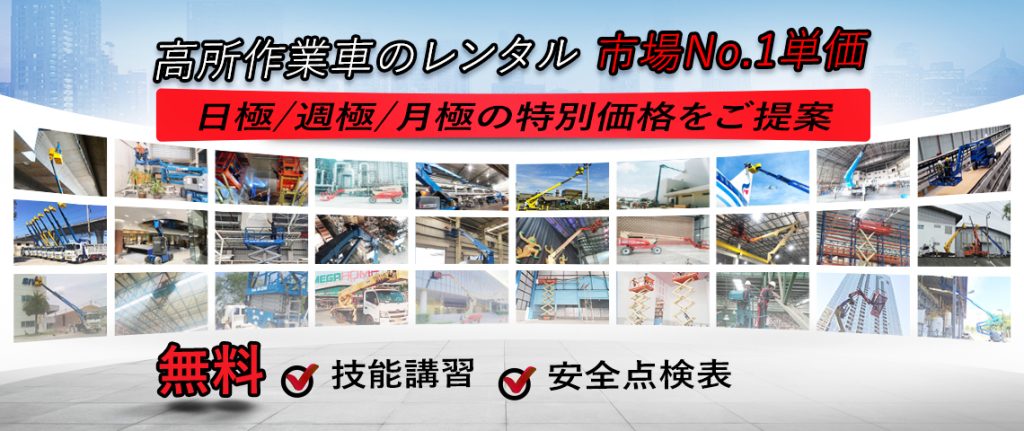 高所作業車のレンタル 市場No.1単価
日極/週極/月極の特別価格をご提案
MEGAHOME
無料 技能講習 安全点検表